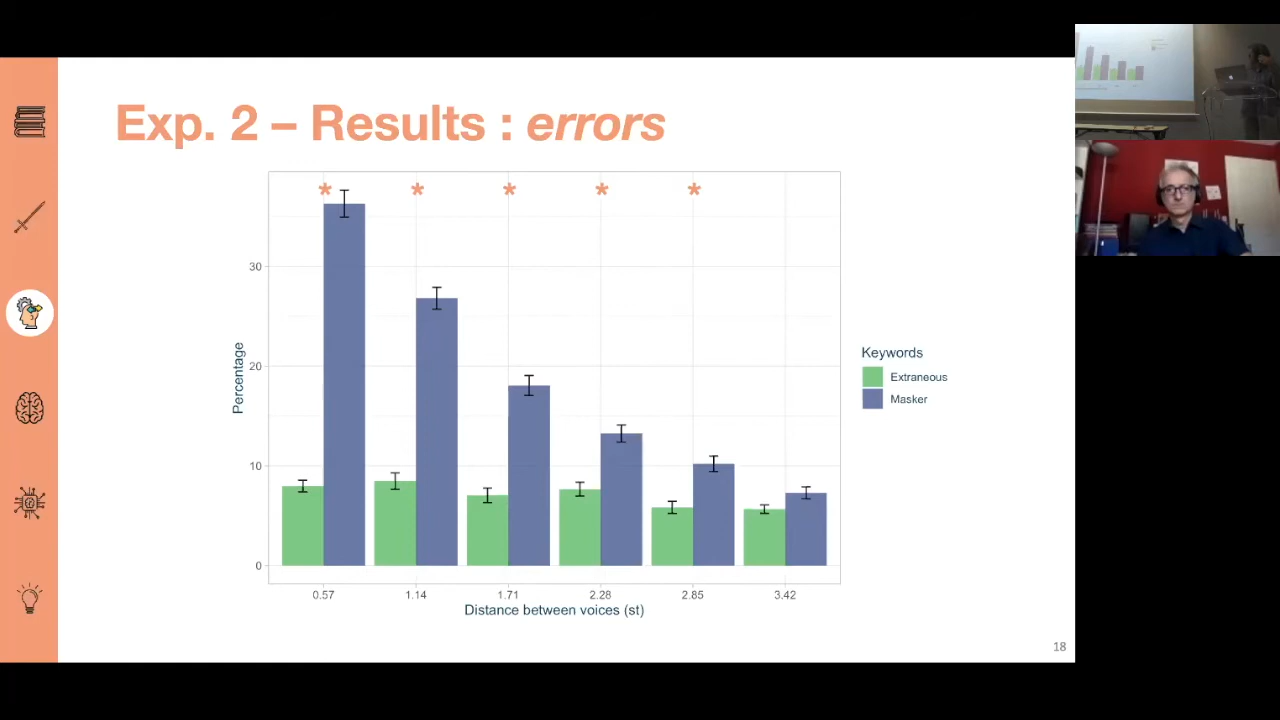 Exp. 2 – Results : errors
* * * * *
30
20
10
0
Percentage
0.57 1.14 1.71 2.28 2.85 3.42
Distance between voices (st)
Keywords
Extraneous
Masker
18